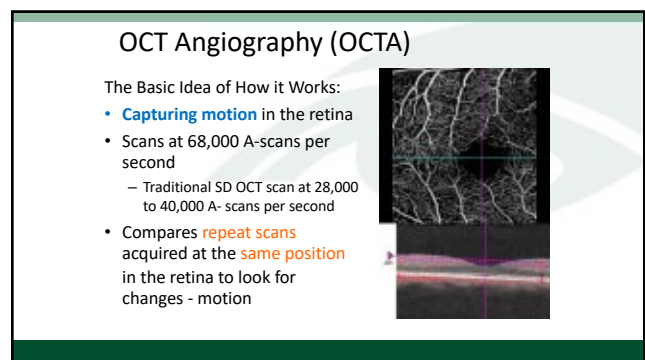 OCT Angiography (OCTA)
The Basic Idea of How it Works:
• Capturing motion in the retina
• Scans at 68,000 A-scans per
second
– Traditional SD OCT scan at 28,000
to 40,000 A- scans per second
• Compares repeat scans
acquired at the same position
in the retina to look for
changes - motion